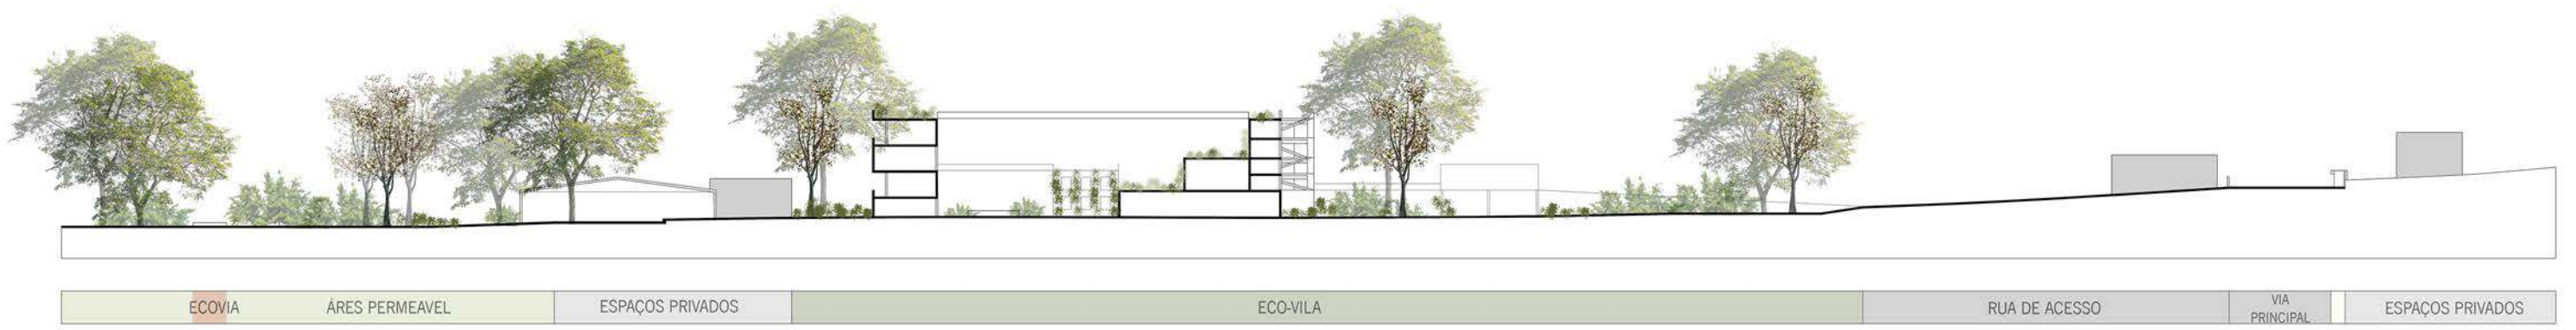 ECOVIA
ÁRES PERMEAVEL
ESPAÇOS PRIVADOS
ECO-VILA
RUA DE ACESSO
VIA
PRINCIPAL
ESPAÇOS PRIVADOS